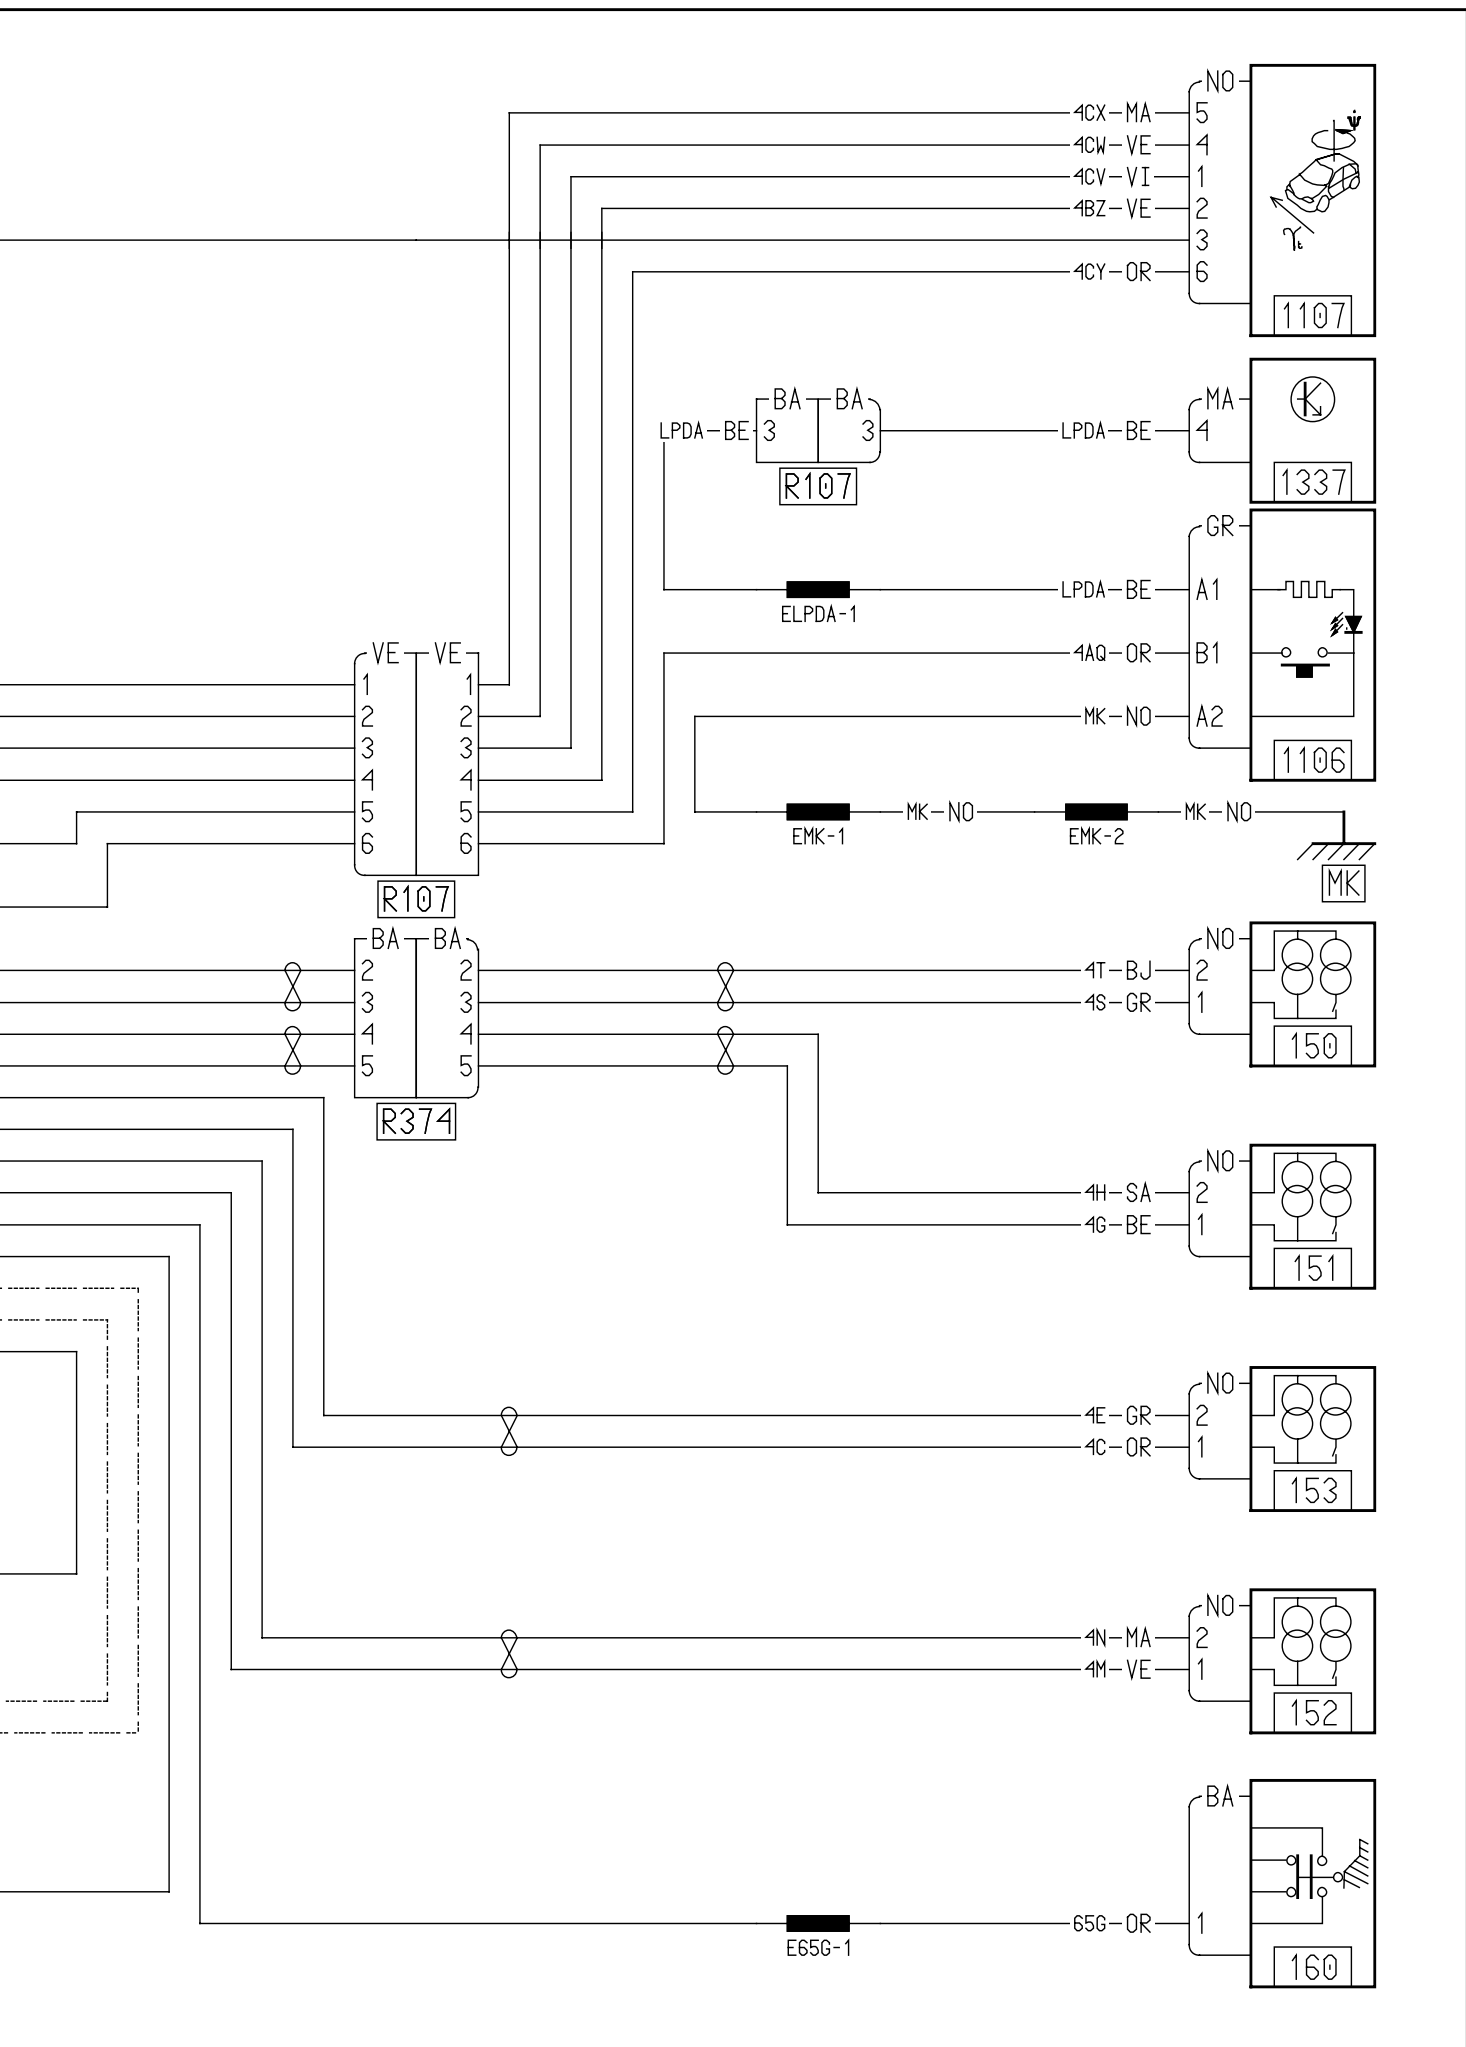 NO
4CX-MA 5
4CW-VE 4
4CV-VI 1
4BZ-VE 2
3
4CY-OR 6
1107
BA BA MA
LPDA-BE 3 3 LPDA-BE 4
R107 1337
GR
LPDA-BE A1
ELPDA-1
VE VE 4AQ-OR B1
1 1
2 2 MK-NO A2
3 3 1106
4 4
5 5 MK-NO MK-NO
EMK-1 EMK-2
6 6
R107 MK
BA BA NO
2 2 4T-BJ 2
3 3 4S-GR 1
4 4 150
5 5
R374
NO
4H-SA 2
4G-BE 1
151
NO
4E-GR 2
4C-OR 1
153
NO
4N-MA 2
4M-VE 1
152
BA
65G-OR 1
E65G-1
160